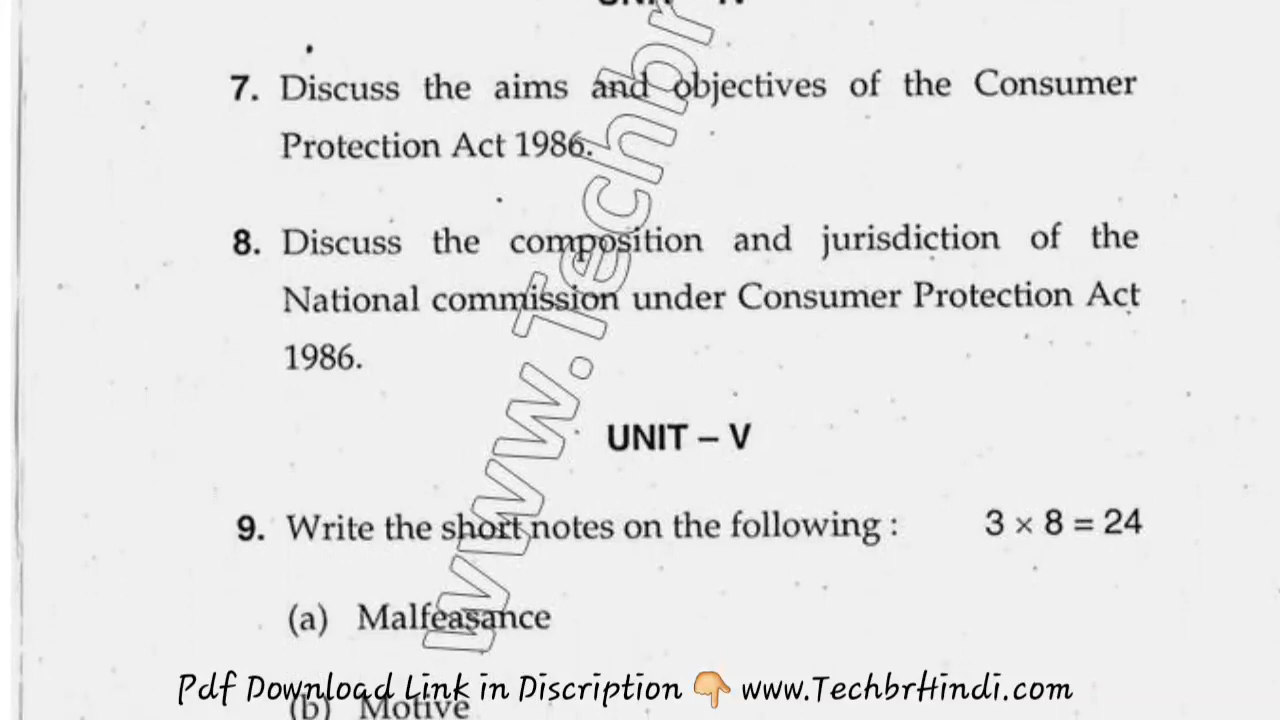 7. Discuss the aims and objectives of the Consumer
Protection Act 1986.
8. Discuss the composition and jurisdiction of the
National commission under Consumer Protection Act
1986.
UNIT – V
9. Write the short notes on the following : 3 × 8 = 24
(a) Malfeasance
(b) Motive
www.Techbr
Pdf Download Link in Discription 👇 www.TechbrHindi.com